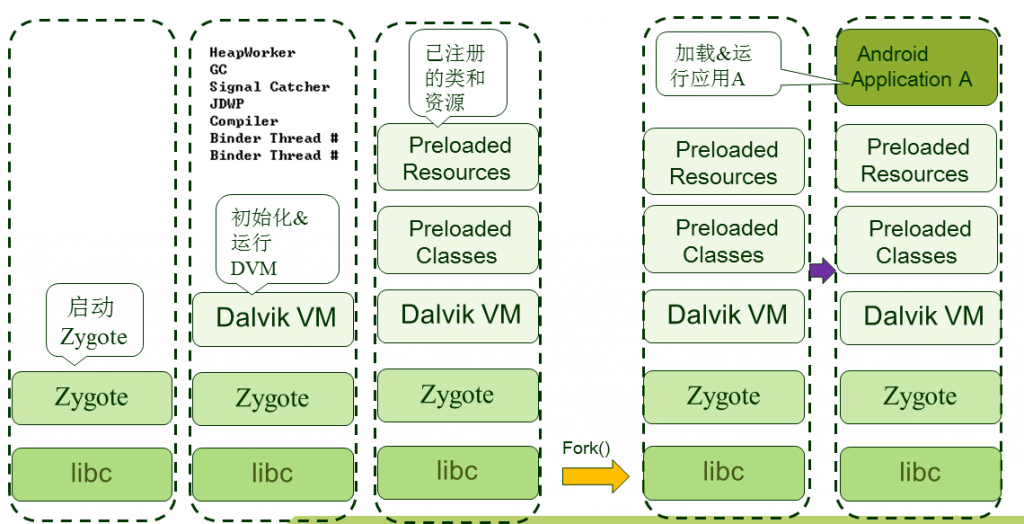 启动
Zygote
Zygote
libc
HeapWorker
GC
Signal Catcher
JDWP
Compiler
Binder Thread #
Binder Thread #
初始化&
运行
DVM
Dalvik VM
Zygote
libc
已注册
的类和
资源
Preloaded
Resources
Preloaded
Classes
Dalvik VM
Zygote
libc
Fork()
加载&运
行应用A
Preloaded
Resources
Preloaded
Classes
Dalvik VM
Zygote
libc
Android
Application A
Preloaded
Resources
Preloaded
Classes
Dalvik VM
Zygote
libc